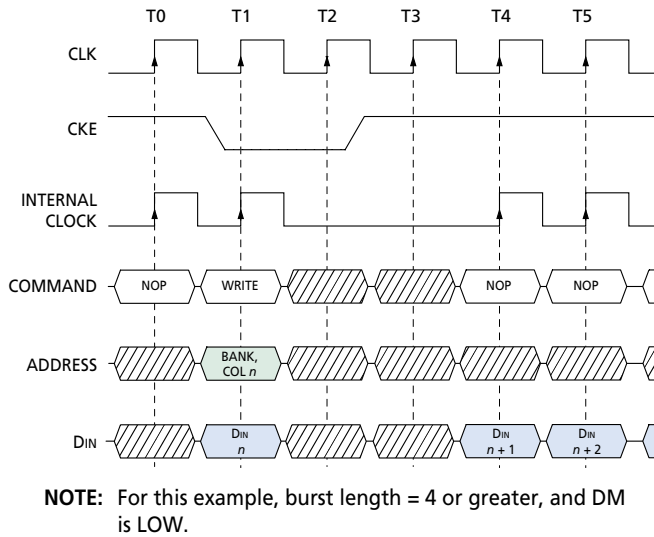 T0 T1 T2 T3 T4 T5
CLK
CKE
INTERNAL
CLOCK
COMMAND NOP WRITE NOP NOP
ADDRESS BANK,
COL n
DIN DIN
n DIN
n + 1 DIN
n + 2
NOTE: For this example, burst length = 4 or greater, and DM
is LOW.